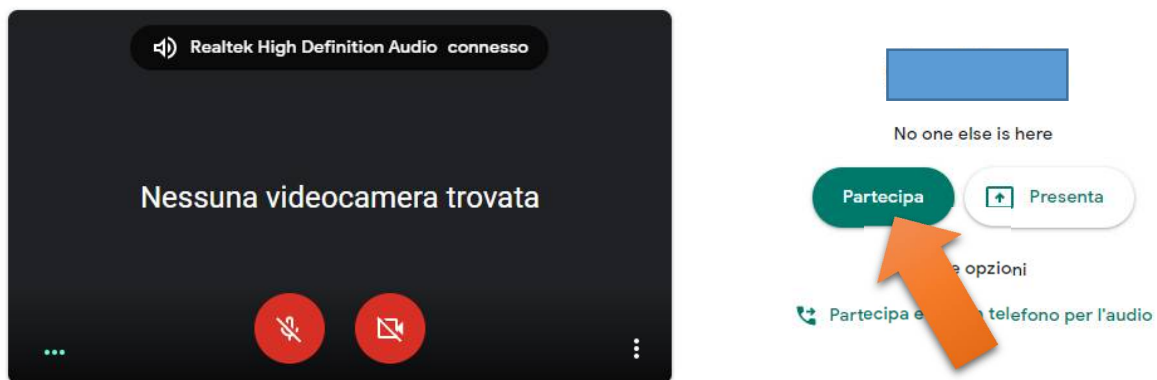 Realtek High Definition Audio connesso
Nessuna videocamera trovata
No one else is here
Partecipa
Presenta
opzioni
Partecipa telefono per l'audio